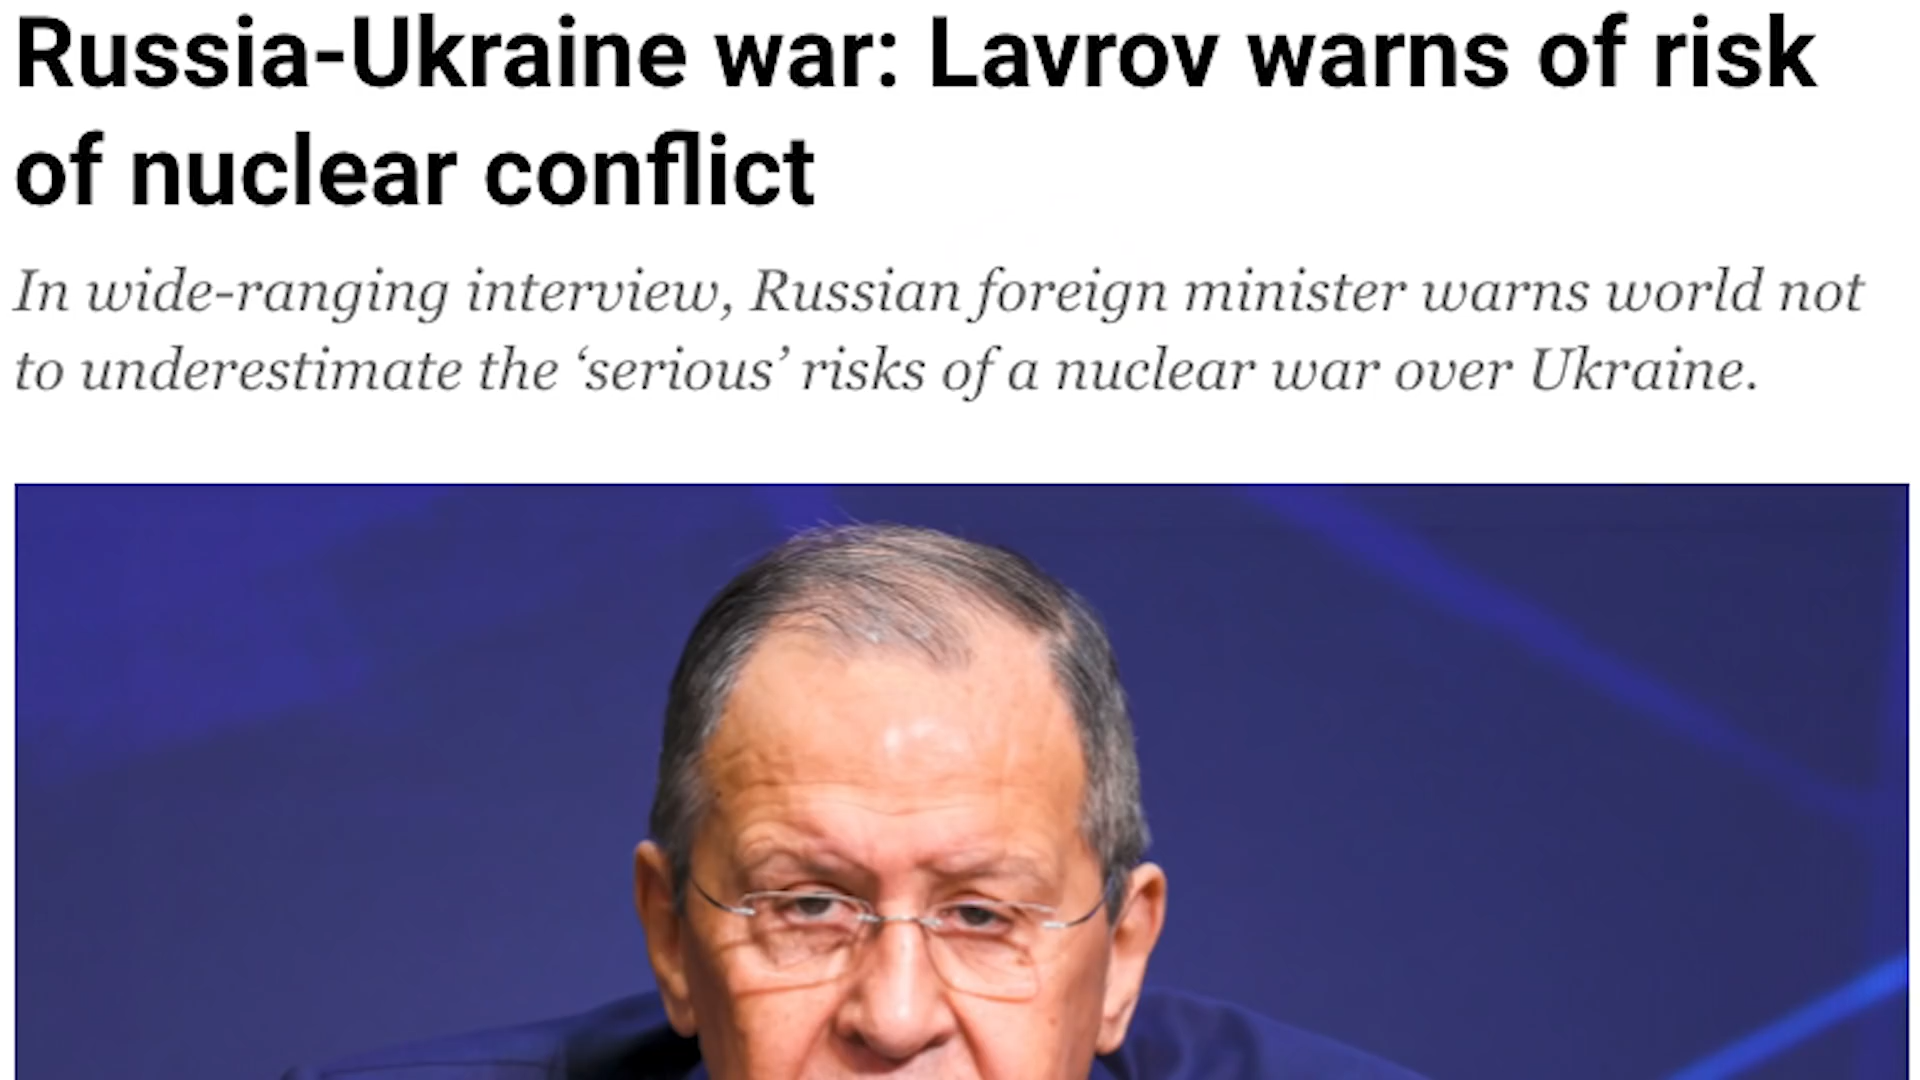 Russia-Ukraine war: Lavrov warns of risk
of nuclear conflict
In wide-ranging interview, Russian foreign minister warns world not
to underestimate the ‘serious’ risks of a nuclear war over Ukraine.